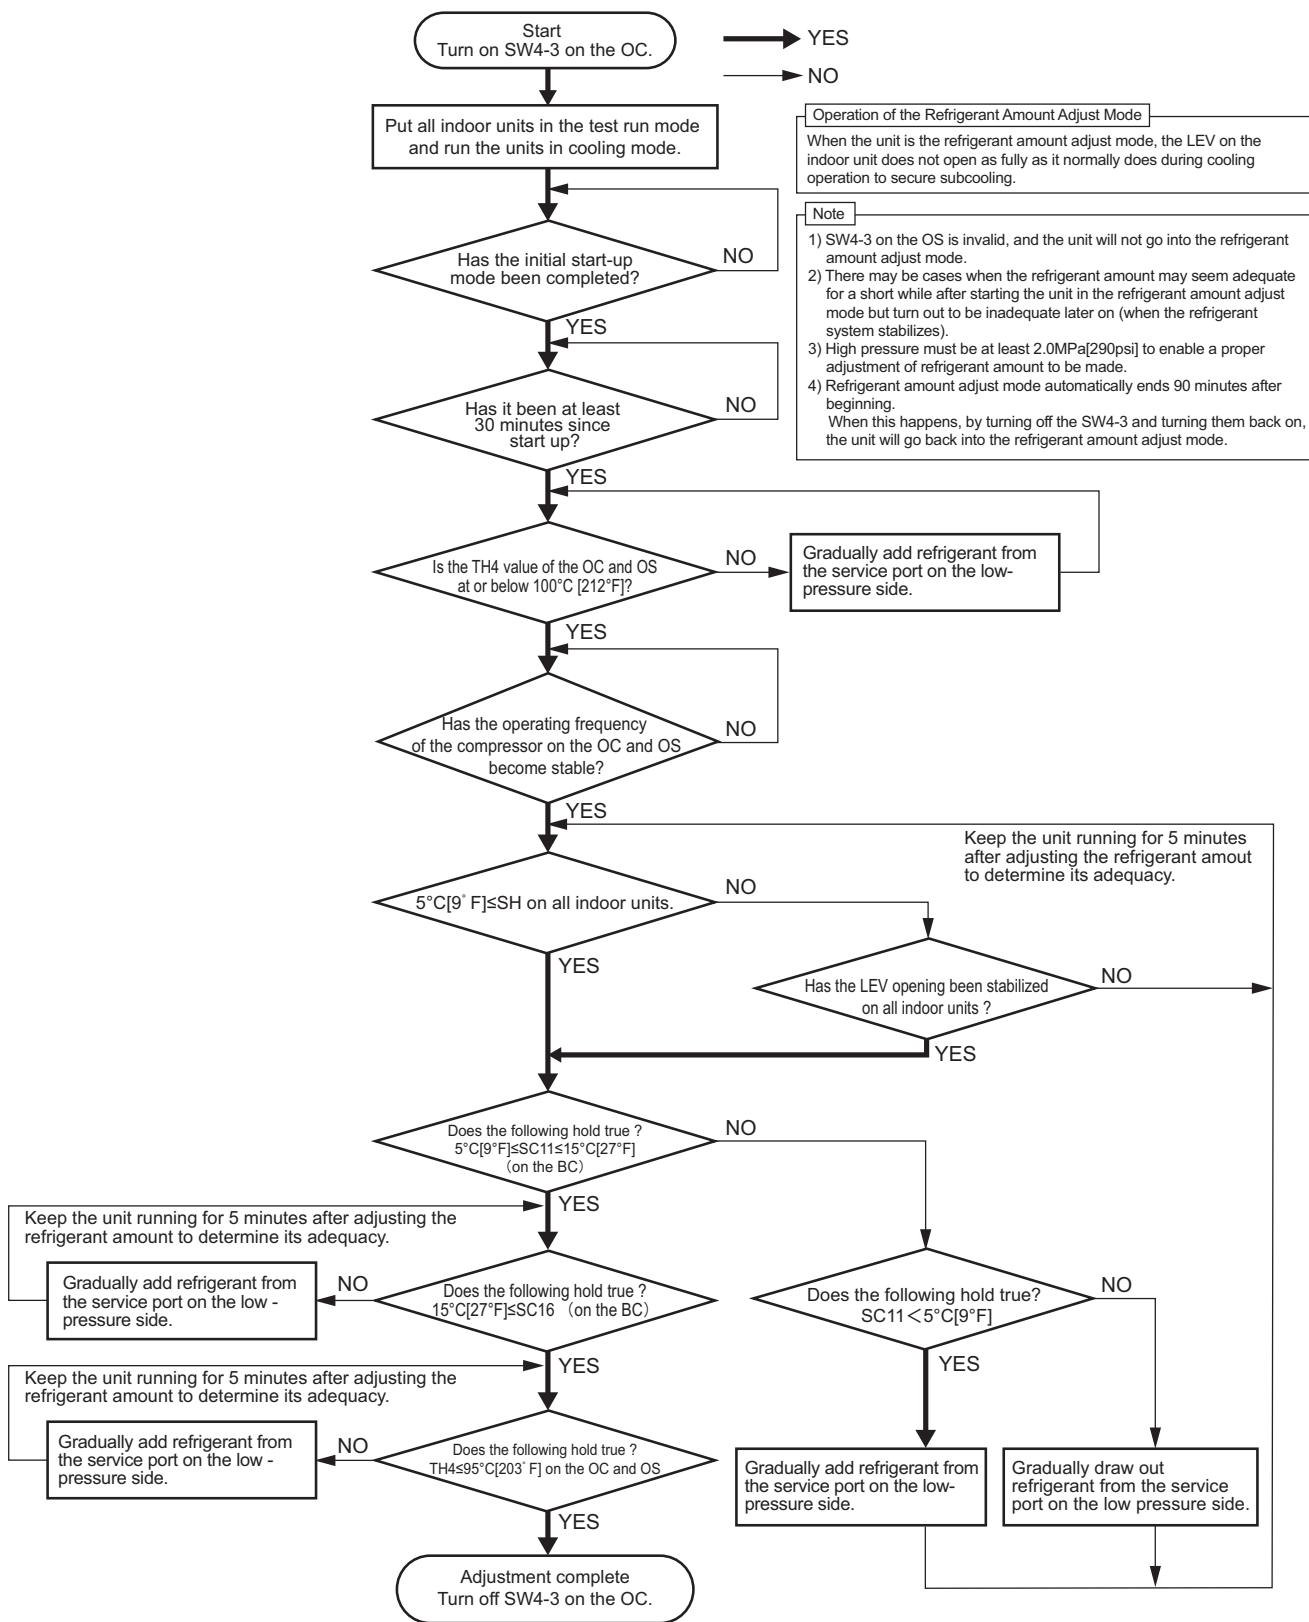 Start
Turn on SW4-3 on the OC.
YES
NO
Put all indoor units in the test run mode
and run the units in cooling mode.
Operation of the Refrigerant Amount Adjust Mode
When the unit is the refrigerant amount adjust mode, the LEV on the
indoor unit does not open as fully as it normally does during cooling
operation to secure subcooling.
Note
1) SW4-3 on the OS is invalid, and the unit will not go into the refrigerant
amount adjust mode.
2) There may be cases when the refrigerant amount may seem adequate
for a short while after starting the unit in the refrigerant amount adjust
mode but turn out to be inadequate later on (when the refrigerant
system stabilizes).
3) High pressure must be at least 2.0MPa[290psi] to enable a proper
adjustment of refrigerant amount to be made.
4) Refrigerant amount adjust mode automatically ends 90 minutes after
beginning.
When this happens, by turning off the SW4-3 and turning them back on,
the unit will go back into the refrigerant amount adjust mode.
Has the initial start-up
mode been completed?
NO
YES
Has it been at least
30 minutes since
start up?
NO
YES
Is the TH4 value of the OC and OS
at or below 100°C [212°F]?
NO
Gradually add refrigerant from
the service port on the low-
pressure side.
YES
Has the operating frequency
of the compressor on the OC and OS
become stable?
NO
YES
Keep the unit running for 5 minutes
after adjusting the refrigerant amout
to determine its adequacy.
5°C[9°F]≤SH on all indoor units.
NO
YES
Has the LEV opening been stabilized
on all indoor units ?
NO
YES
Does the following hold true ?
5°C[9°F]≤SC11≤15°C[27°F]
(on the BC)
NO
YES
Keep the unit running for 5 minutes after adjusting the
refrigerant amount to determine its adequacy.
Gradually add refrigerant from
the service port on the low -
pressure side.
NO
Does the following hold true ?
15°C[27°F]≤SC16 (on the BC)
Does the following hold true?
SC11＜5°C[9°F]
NO
YES
YES
Keep the unit running for 5 minutes after adjusting the
refrigerant amount to determine its adequacy.
Gradually add refrigerant from
the service port on the low -
pressure side.
NO
Does the following hold true ?
TH4≤95°C[203°F] on the OC and OS
Gradually add refrigerant from
the service port on the low-
pressure side.
Gradually draw out
refrigerant from the service
port on the low pressure side.
YES
Adjustment complete
Turn off SW4-3 on the OC.